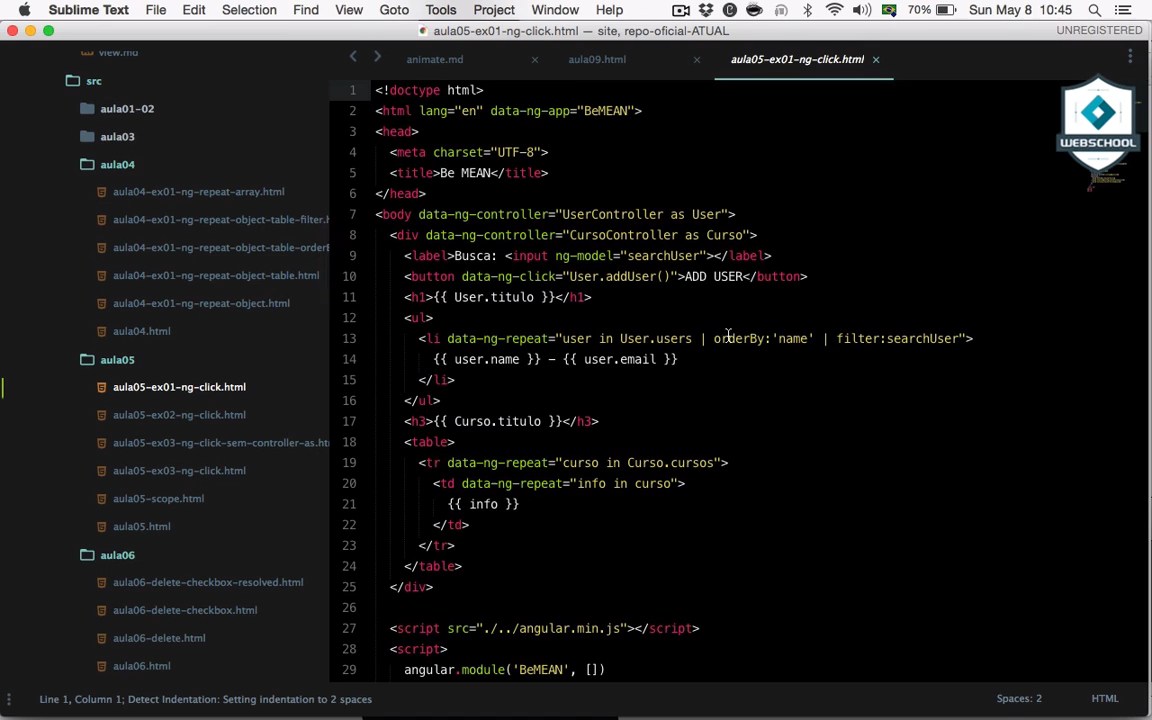 Sublime Text File Edit Selection Find View Goto Tools Project Window Help 70% Sun May 8 10:45
aula05-ex01-ng-click.html — site, repo-oficial-ATUAL UNREGISTERED
view.md
src
aula01-02
aula03
aula04
aula04-ex01-ng-repeat-array.html
aula04-ex01-ng-repeat-object-table-filter.h
aula04-ex01-ng-repeat-object-table-orderB
aula04-ex01-ng-repeat-object-table.html
aula04-ex01-ng-repeat-object.html
aula04.html
aula05
aula05-ex01-ng-click.html
aula05-ex02-ng-click.html
aula05-ex03-ng-click-sem-controller-as.ht
aula05-ex03-ng-click.html
aula05-scope.html
aula05.html
aula06
aula06-delete-checkbox-resolved.html
aula06-delete-checkbox.html
aula06-delete.html
aula06.html
animate.md × aula09.html × aula05-ex01-ng-click.html ×
WEBSCHOOL
1 <!doctype html>
2 <html lang="en" data-ng-app="BeMEAN">
3 <head>
4 <meta charset="UTF-8">
5 <title>Be MEAN</title>
6 </head>
7 <body data-ng-controller="UserController as User">
8 <div data-ng-controller="CursoController as Curso">
9 <label>Busca: <input ng-model="searchUser"></label>
10 <button data-ng-click="User.addUser()">ADD USER</button>
11 <h1>{{ User.titulo }}</h1>
12 <ul>
13 <li data-ng-repeat="user in User.users | orderBy:'name' | filter:searchUser">
14 {{ user.name }} - {{ user.email }}
15 </li>
16 </ul>
17 <h3>{{ Curso.titulo }}</h3>
18 <table>
19 <tr data-ng-repeat="curso in Curso.cursos">
20 <td data-ng-repeat="info in curso">
21 {{ info }}
22 </td>
23 </tr>
24 </table>
25 </div>
26
27 <script src="./../angular.min.js"></script>
28 <script>
29 angular.module('BeMEAN', [])
Line 1, Column 1; Detect Indentation: Setting indentation to 2 spaces Spaces: 2 HTML